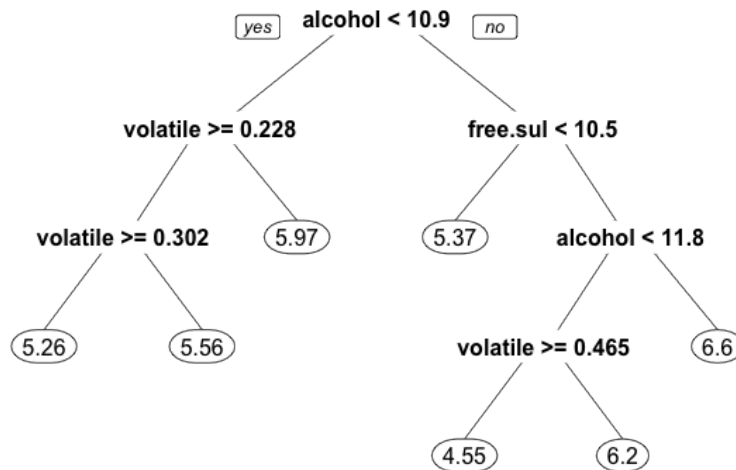 yes alcohol < 10.9 no
volatile >= 0.228 free.sul < 10.5
volatile >= 0.302 5.97 5.37 alcohol < 11.8
5.26 5.56 volatile >= 0.465 6.6
4.55 6.2